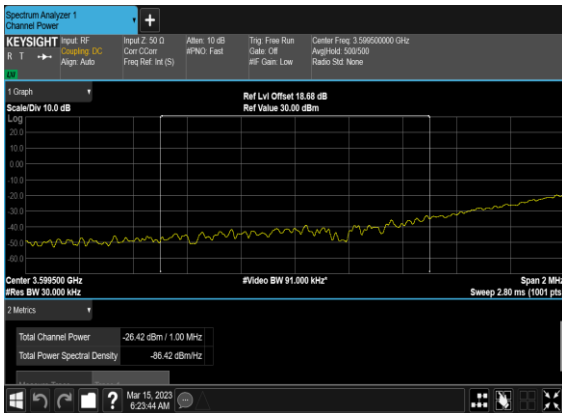 Spectrum Analyzer 1
Channel Power
KEYSIGHT Input: RF Input Z: 50 Ω Atten: 10 dB Trig: Free Run Center Freq: 3.599500000 GHz
R T Coupling: DC Corr CCorr #PNO: Fast Gate: Off Avg|Hold: 500/500
Align: Auto Freq Ref: Int (S) #IF Gain: Low Radio Std: None
1 Graph
Ref Lvl Offset 18.68 dB
Scale/Div 10.0 dB Ref Value 30.00 dBm
Log
20.0
10.0
0.00
-10.0
-20.0
-30.0
-40.0
-50.0
-60.0
Center 3.599500 GHz #Video BW 91.000 kHz* Span 2 MHz
#Res BW 30.000 kHz Sweep 2.80 ms (1001 pts)
2 Metrics
Total Channel Power -26.42 dBm / 1.00 MHz
Total Power Spectral Density -86.42 dBm/Hz
Mar 15, 2023
6:23:44 AM